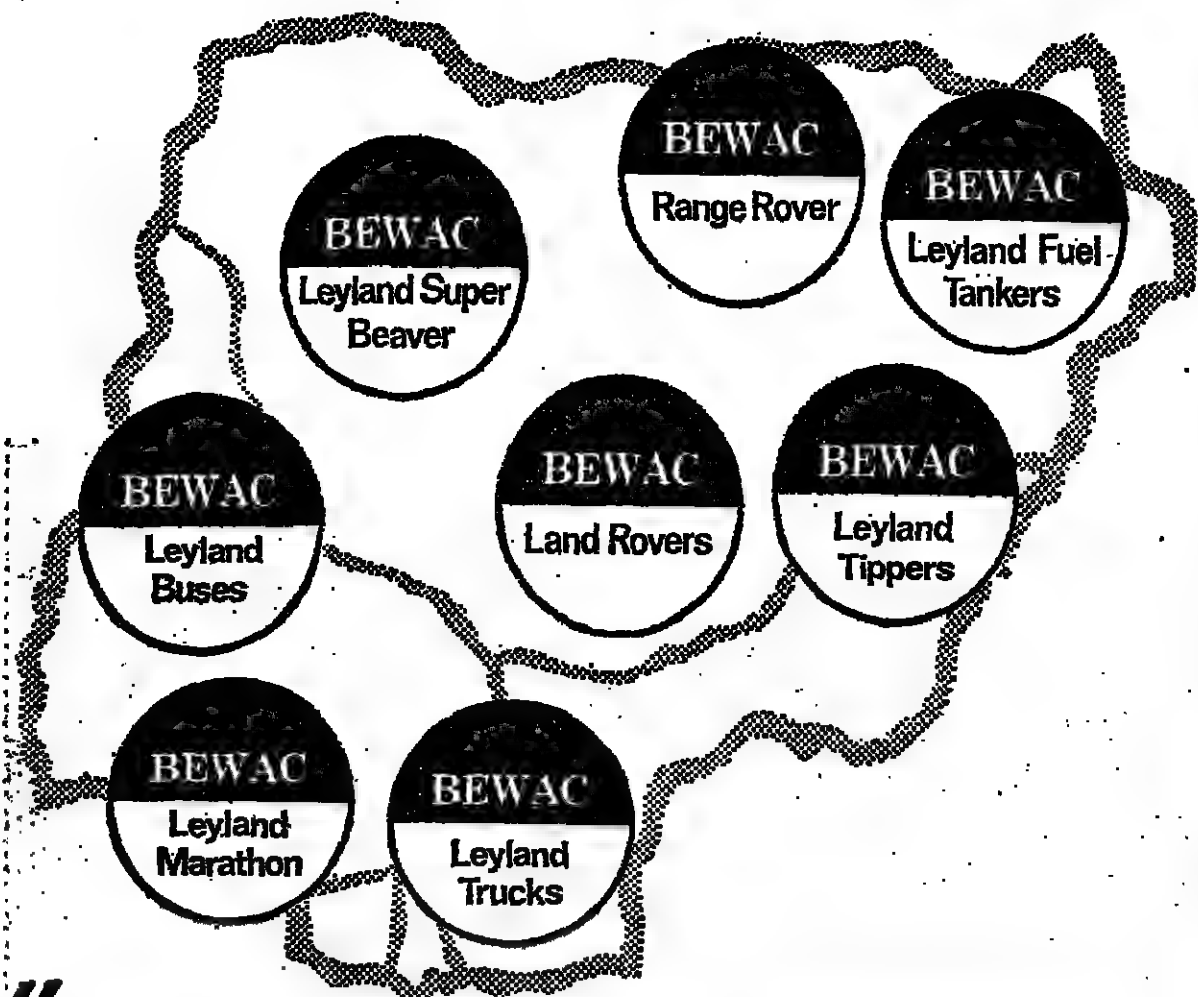 BEWAC
Range Rover
BEWAC
Leyland Fuel
Tankers
BEWAC
Leyland Super
Beaver
BEWAC
Leyland
Buses
BEWAC
Land Rovers
BEWAC
Leyland
Tippers
BEWAC
Leyland
Marathon
BEWAC
Leyland
Trucks